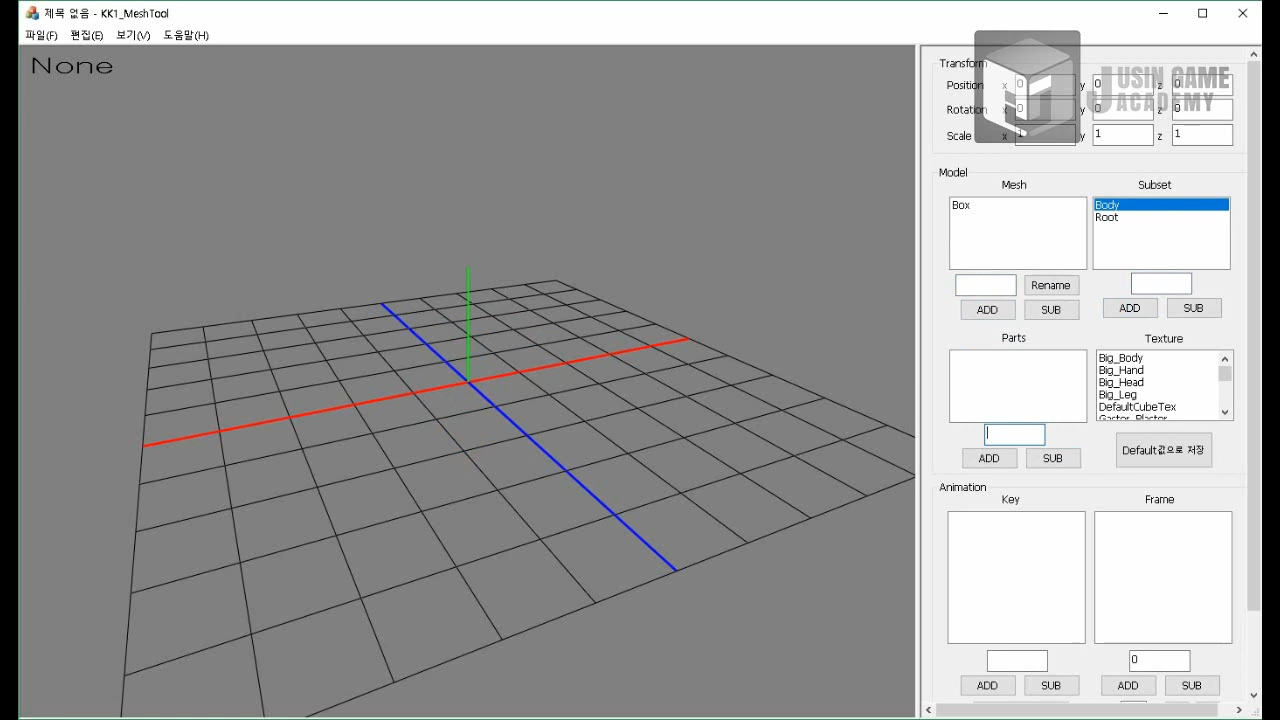 제목 없음 - KK1_MeshTool
파일(F) 편집(E) 보기(V) 도움말(H)
None
JUSIN GAME
ACADEMY
Transform
Position x 0 y 0 z 0
Rotation x 0 y 0 z 0
Scale x 1 y 1 z 1
Model
Mesh Subset
Box
Body
Root
Rename
ADD SUB ADD SUB
Parts Texture
Big_Body
Big_Hand
Big_Head
Big_Leg
DefaultCubeTex
ADD SUB
Default값으로 저장
Animation
Key Frame
0
ADD SUB ADD SUB